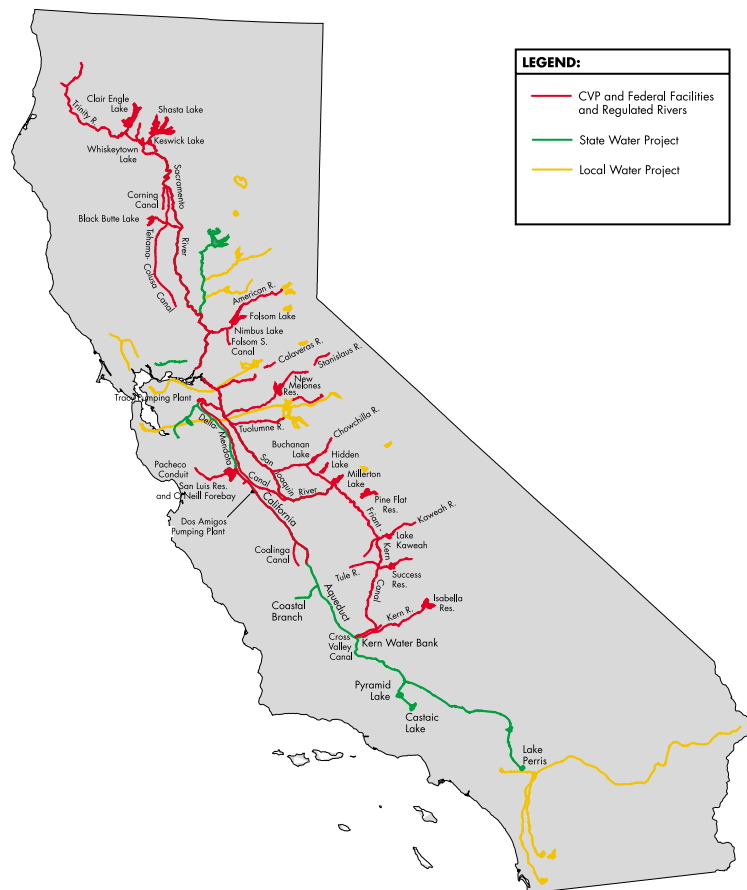 LEGEND:
CVP and Federal Facilities
and Regulated Rivers
State Water Project
Local Water Project
Clair Engle
Lake
Shasta Lake
Trinity R.
Keswick Lake
Whiskeytown
Lake
Sacramento
River
Corning
Canal
Black Butte Lake
Tehama-
Colusa
Canal
American R.
Folsom Lake
Nimbus Lake
Folsom S.
Canal
Calaveras R.
Stanislaus R.
New
Melones
Res.
Tracy Pumping Plant
Delta
Mendota
Canal
Tuolumne R.
Chowchilla R.
Buchanan
Lake
Hidden
Lake
San
Joaquin
River
Millerton
Lake
Pacheco
Conduit
San Luis Res.
and O'Neill Forebay
Pine Flat
Res.
Dos Amigos
Pumping Plant
California
Aqueduct
Friant-
Kern
Canal
Kaweah R.
Lake
Kaweah
Coalinga
Canal
Tule R.
Success
Res.
Coastal
Branch
Isabella
Res.
Kern R.
Cross
Valley
Canal
Kern Water Bank
Pyramid
Lake
Castaic
Lake
Lake
Perris